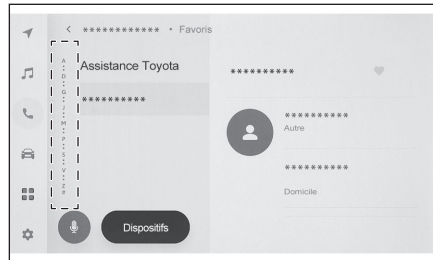 < ************ • Favoris
A
•
D
•
G
•
J
•
M
•
P
•
S
•
V
•
Z
#
Assistance Toyota
**********
**********
**********
Autre
**********
Domicile
Dispositifs